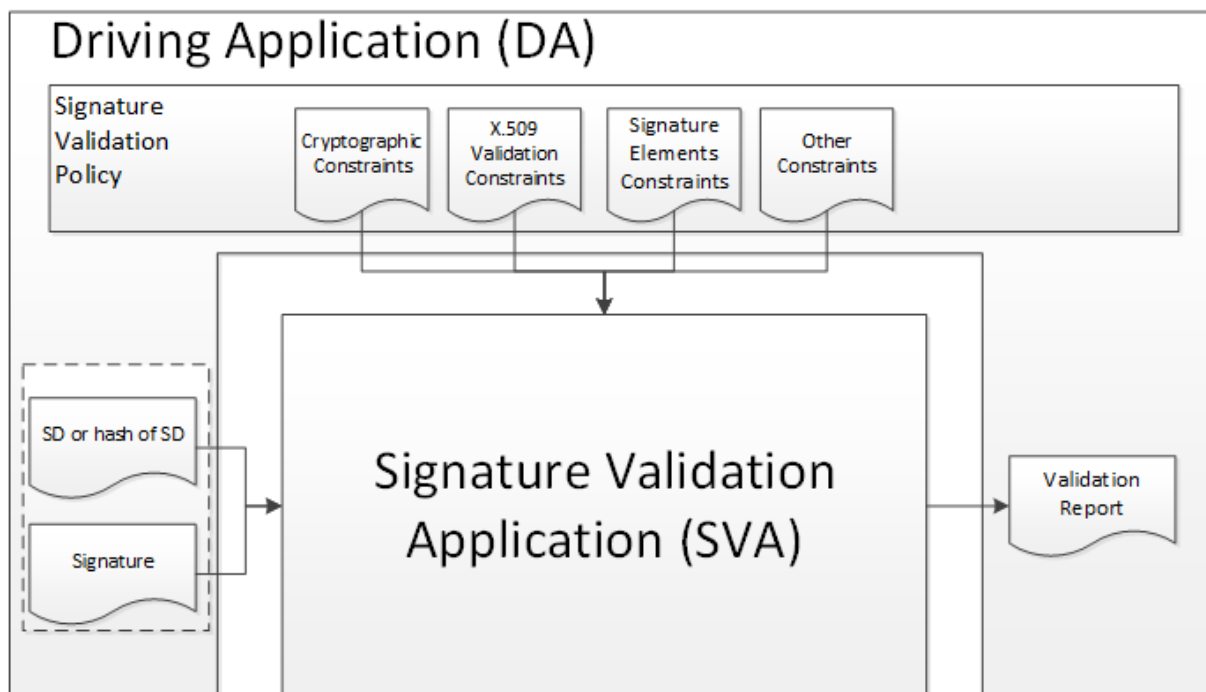 Driving Application (DA)
Signature
Validation
Policy
Cryptographic
Constraints
X.509
Validation
Constraints
Signature
Elements
Constraints
Other
Constraints
SD or hash of SD
Signature
Signature Validation
Application (SVA)
Validation
Report